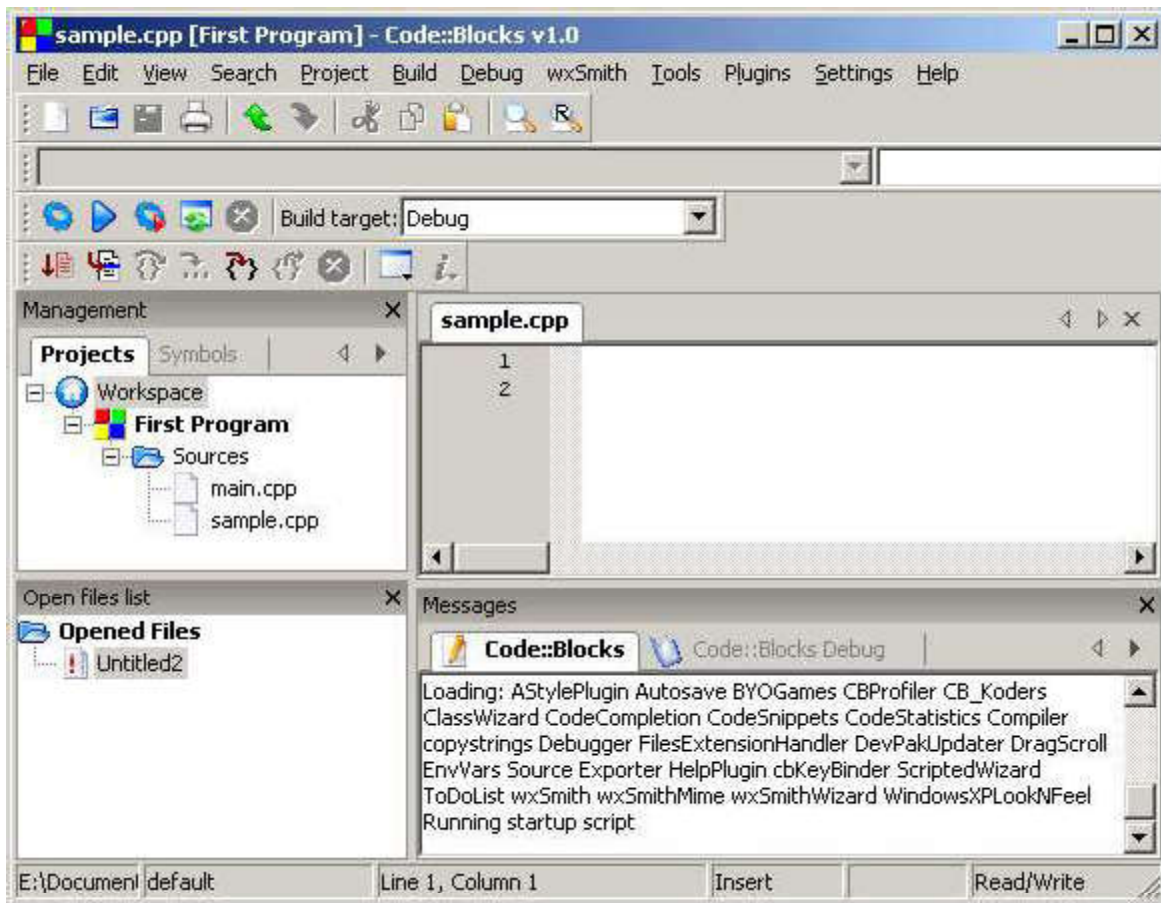 sample.cpp [First Program] - Code::Blocks v1.0
File Edit View Search Project Build Debug wxSmith Tools Plugins Settings Help
Build target: Debug
Management
Projects Symbols
Workspace
First Program
Sources
main.cpp
sample.cpp
sample.cpp
1
2
Open files list
Opened Files
Untitled2
Messages
Code::Blocks Code::Blocks Debug
Loading: AStylePlugin Autosave BYOGames CBProfiler CB_Koders
ClassWizard CodeCompletion CodeSnippets CodeStatistics Compiler
copystrings Debugger FilesExtensionHandler DevPakUpdater DragScroll
EnvVars Source Exporter HelpPlugin cbKeyBinder ScriptedWizard
ToDoList wxSmith wxSmithMime wxSmithWizard WindowsXPLookNFeel
Running startup script
E:\Document default Line 1, Column 1 Insert Read/Write